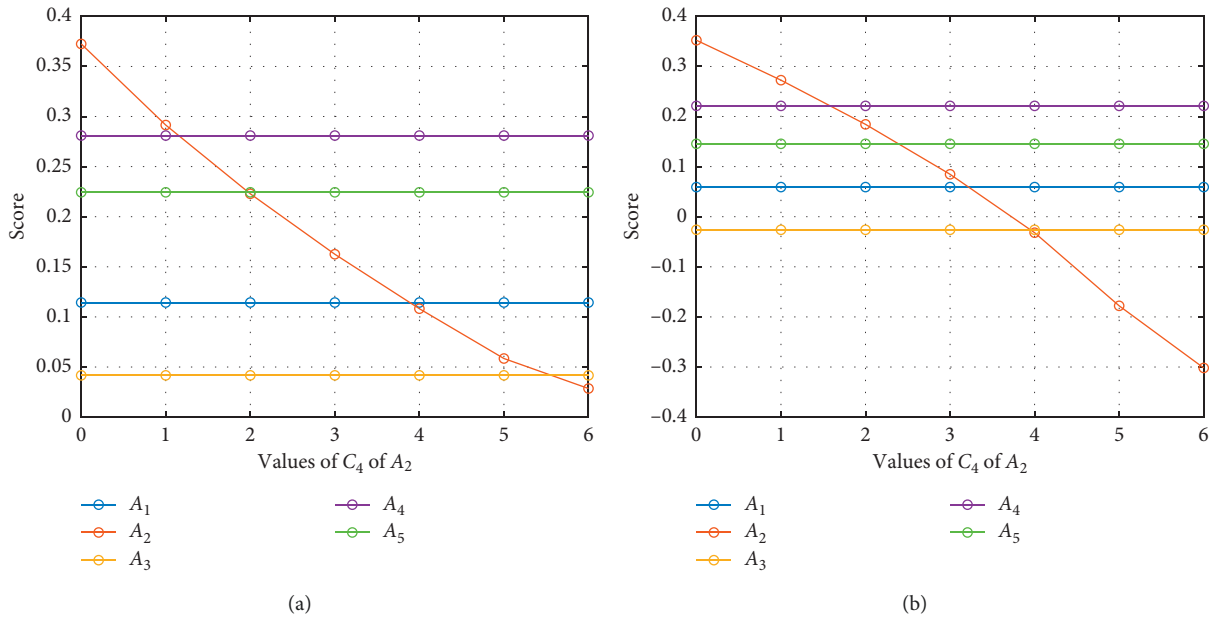 0.4
0.35
0.3
0.25
0.2
0.15
0.1
0.05
0
Score
0 1 2 3 4 5 6
Values of C4 of A2
A1
A2
A3
A4
A5
(a)
0.4
0.3
0.2
0.1
0
−0.1
−0.2
−0.3
−0.4
Score
0 1 2 3 4 5 6
Values of C4 of A2
A1
A2
A3
A4
A5
(b)